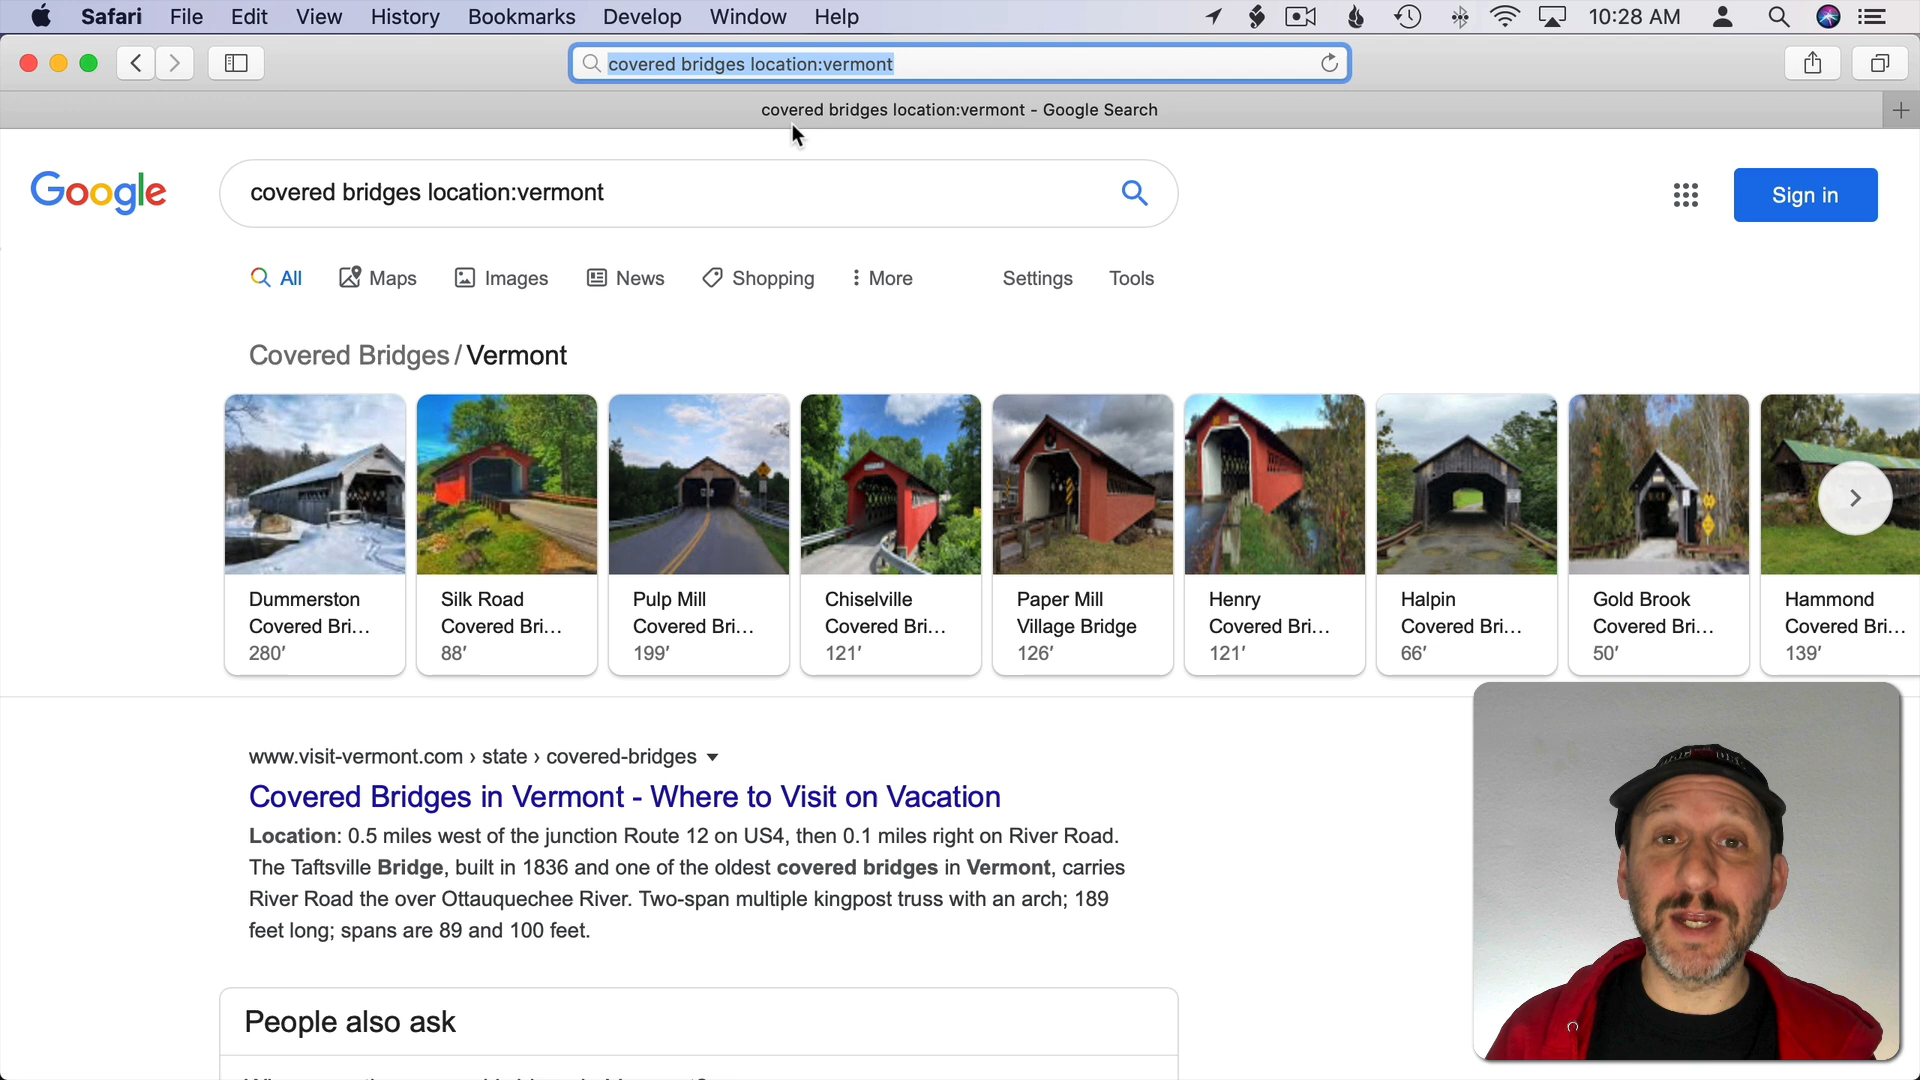 Safari File Edit View History Bookmarks Develop Window Help 10:28 AM
covered bridges location:vermont
covered bridges location:vermont - Google Search
Google
covered bridges location:vermont
Sign in
All Maps Images News Shopping More Settings Tools
Covered Bridges / Vermont
Dummerston
Covered Bri...
280′
Silk Road
Covered Bri...
88′
Pulp Mill
Covered Bri...
199′
Chiselville
Covered Bri...
121′
Paper Mill
Village Bridge
126′
Henry
Covered Bri...
121′
Halpin
Covered Bri...
66′
Gold Brook
Covered Bri...
50′
Hammond
Covered Bri...
139′
www.visit-vermont.com › state › covered-bridges
Covered Bridges in Vermont - Where to Visit on Vacation
Location: 0.5 miles west of the junction Route 12 on US4, then 0.1 miles right on River Road.
The Taftsville Bridge, built in 1836 and one of the oldest covered bridges in Vermont, carries
River Road the over Ottauquechee River. Two-span multiple kingpost truss with an arch; 189
feet long; spans are 89 and 100 feet.
People also ask